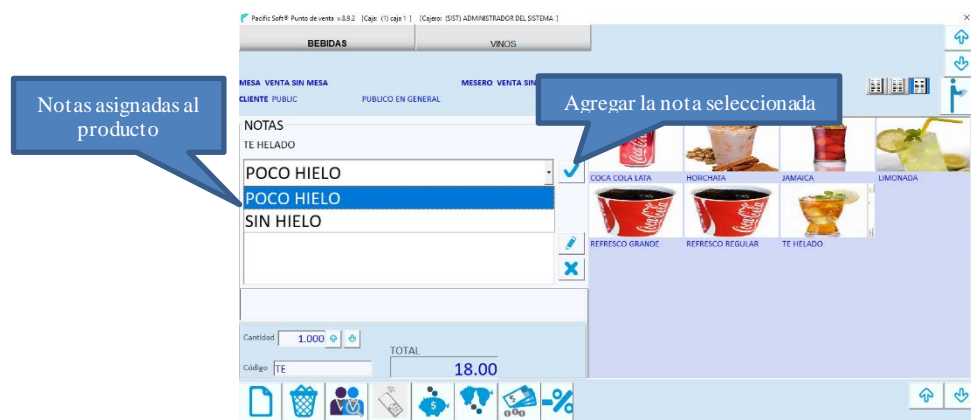 Pacific Soft® Punto de venta v.8.9.2 [Caja: (1) caja 1 ] [Cajero: (SIST) ADMINISTRADOR DEL SISTEMA ]
BEBIDAS
VINOS
MESA VENTA SIN MESA
MESERO VENTA SIN
CLIENTE PUBLIC
PUBLICO EN GENERAL
Notas asignadas al
producto
Agregar la nota seleccionada
NOTAS
TE HELADO
POCO HIELO
POCO HIELO
SIN HIELO
COCA COLA LATA
HORCHATA
JAMAICA
LIMONADA
REFRESCO GRANDE
REFRESCO REGULAR
TE HELADO
Cantidad 1.000
TOTAL
Código TE
18.00